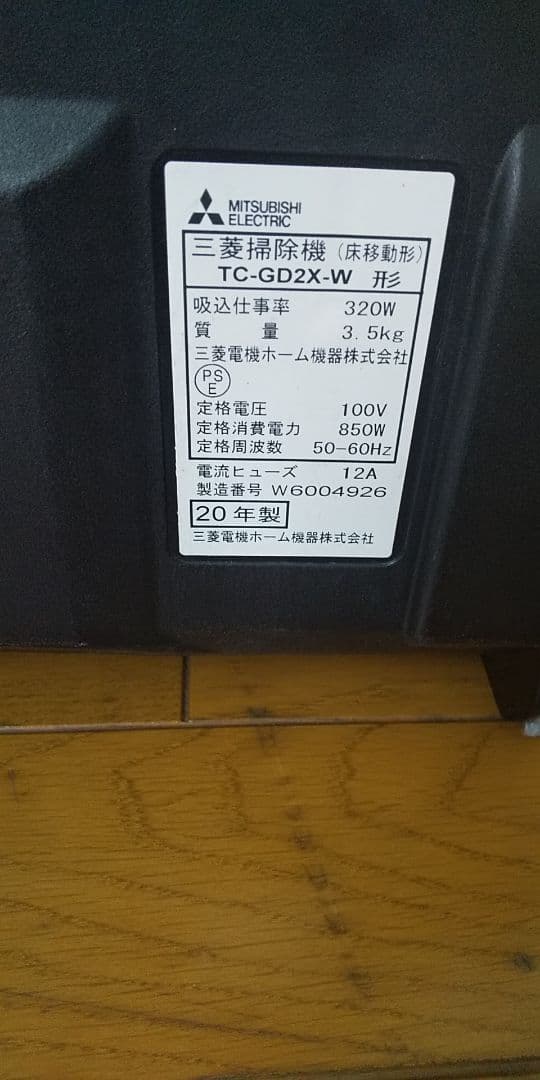 MITSUBISHI
ELECTRIC
三菱掃除機(床移動形)
TC-GD2X-W 形
吸込仕事率 320W
質量 3.5kg
三菱電機ホーム機器株式会社
PS
E
定格電圧 100V
定格消費電力 850W
定格周波数 50-60Hz
電流ヒューズ 12A
製造番号 W6004926
20年製
三菱電機ホーム機器株式会社